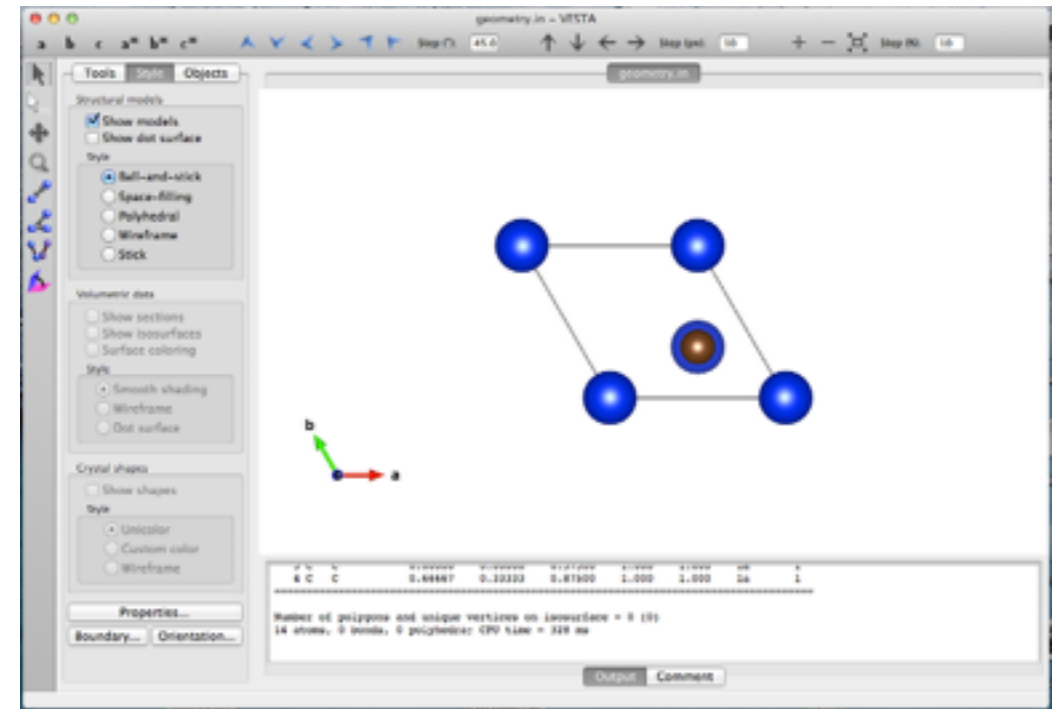 geometry.in - VESTA
a b c a* b* c* Step (°): 45.0 Step (px): 10 Step (%): 10
Tools Style Objects
geometry.in
Structural models
Show models
Show dot surface
Style
Ball-and-stick
Space-filling
Polyhedral
Wireframe
Stick
Volumetric data
Show sections
Show isosurfaces
Surface coloring
Style
Smooth shading
Wireframe
Dot surface
Crystal shapes
Show shapes
Style
Unicolor
Custom color
Wireframe
Properties...
Boundary... Orientation...
b
a
4 C C 0.66667 0.33333 0.87500 1.000 1.000 1a 1
Number of polygons and unique vertices on isosurface = 0 (0)
14 atoms, 0 bonds, 0 polyhedra; CPU time = 328 ms
Output Comment